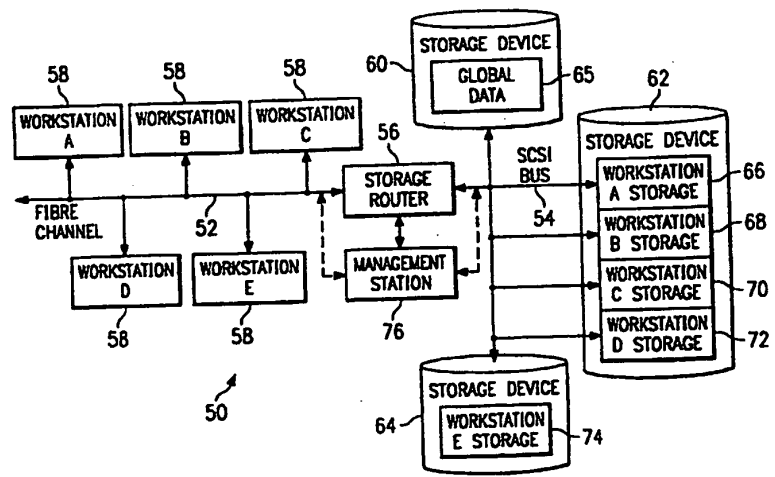 60
STORAGE DEVICE
GLOBAL
DATA
65
58
WORKSTATION
A
58
WORKSTATION
B
58
WORKSTATION
C
56
STORAGE
ROUTER
SCSI
BUS
54
62
STORAGE DEVICE
WORKSTATION
A STORAGE
66
WORKSTATION
B STORAGE
68
WORKSTATION
C STORAGE
70
WORKSTATION
D STORAGE
72
FIBRE
CHANNEL
52
WORKSTATION
D
58
WORKSTATION
E
58
MANAGEMENT
STATION
76
50
64
STORAGE DEVICE
WORKSTATION
E STORAGE
74